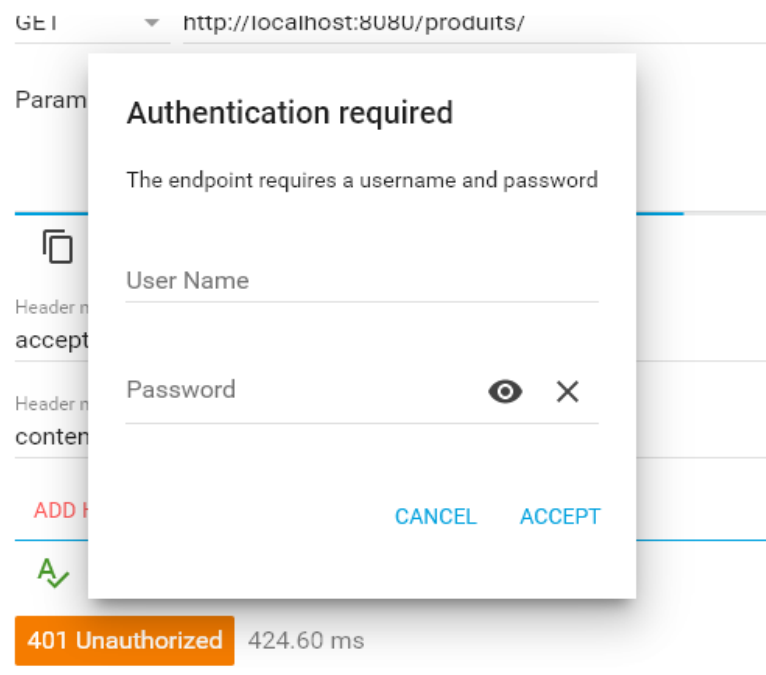 GET http://localhost:8080/produits/
Param
Authentication required
The endpoint requires a username and password
User Name
Header n
accept
Password
Header n
conten
ADD H
CANCEL ACCEPT
401 Unauthorized 424.60 ms